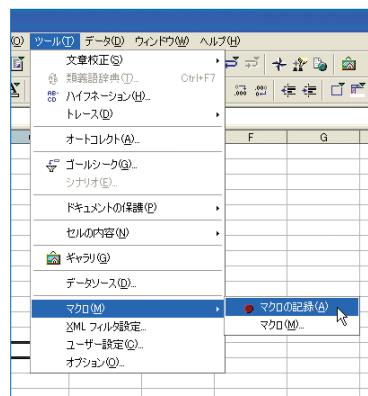 (O) ツール(T) データ(D) ウィンドウ(W) ヘルプ(H)
文章校正(S)
類義語辞典(T)... Ctrl+F7
ハイフネーション(H)...
トレース(D)
オートコレクト(A)...
F G
ゴールシーク(G)...
シナリオ(E)...
ドキュメントの保護(P)
セルの内容(N)
ギャラリ(G)
データソース(D)...
マクロ(M)
マクロの記録(A)
XML フィルタ設定...
マクロ(M)...
ユーザー設定(C)...
オプション(O)...